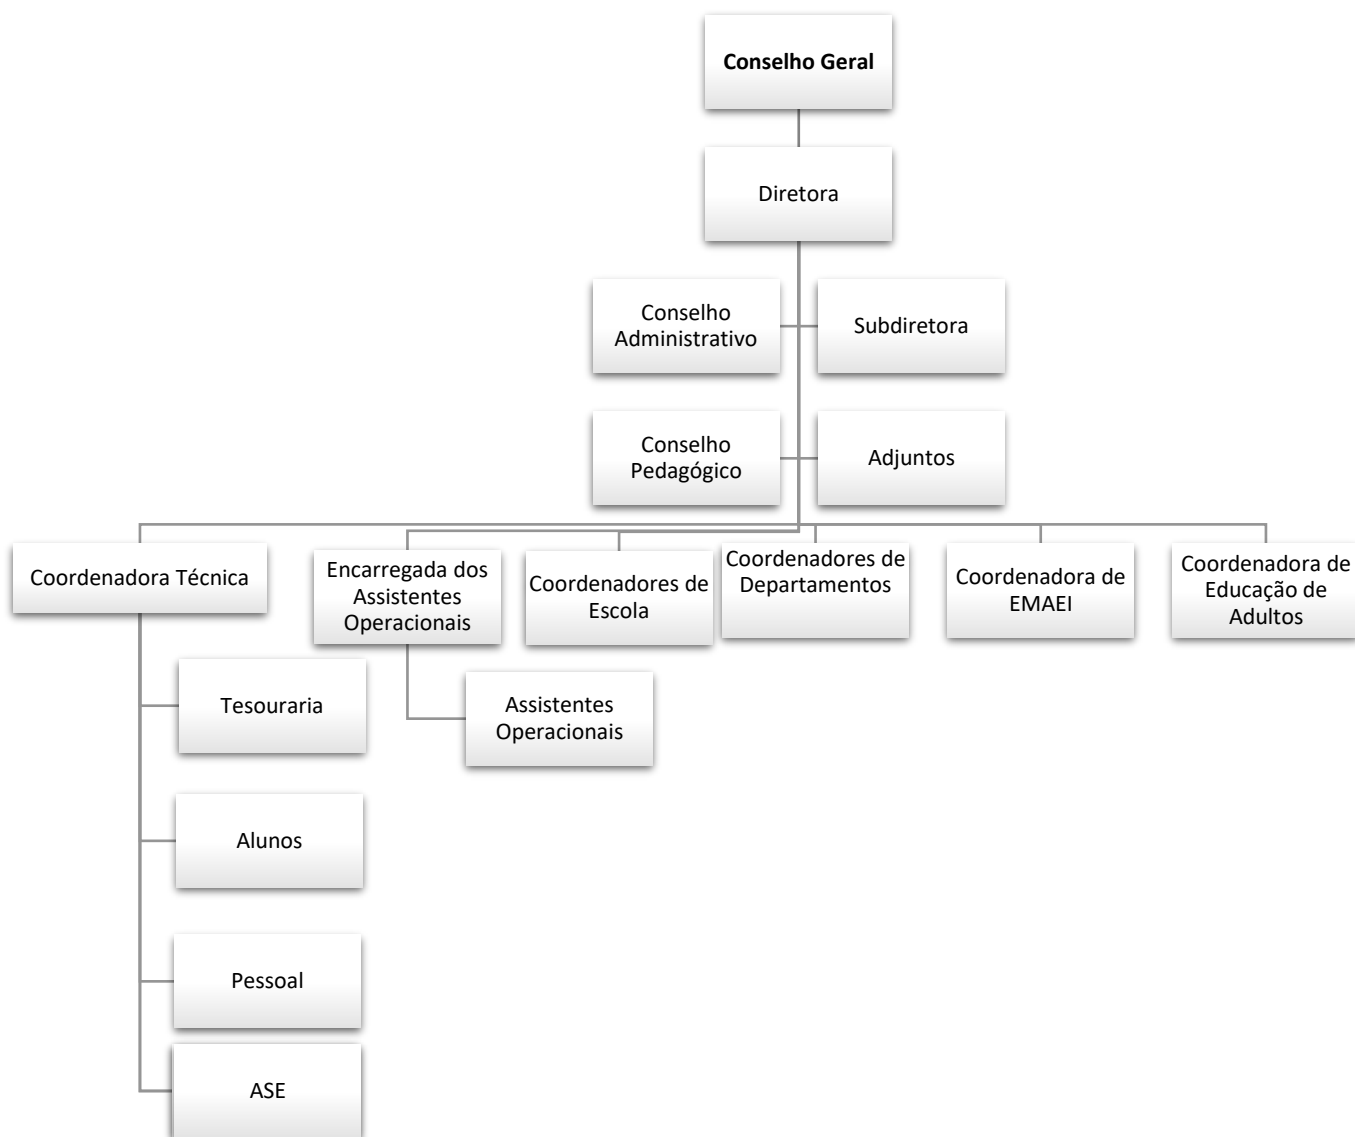 Conselho Geral
Diretora
Conselho
Administrativo
Subdiretora
Conselho
Pedagógico
Adjuntos
Coordenadora Técnica
Encarregada dos
Assistentes
Operacionais
Coordenadores de
Escola
Coordenadores de
Departamentos
Coordenadora de
EMAEI
Coordenadora de
Educação de
Adultos
Tesouraria
Assistentes
Operacionais
Alunos
Pessoal
ASE